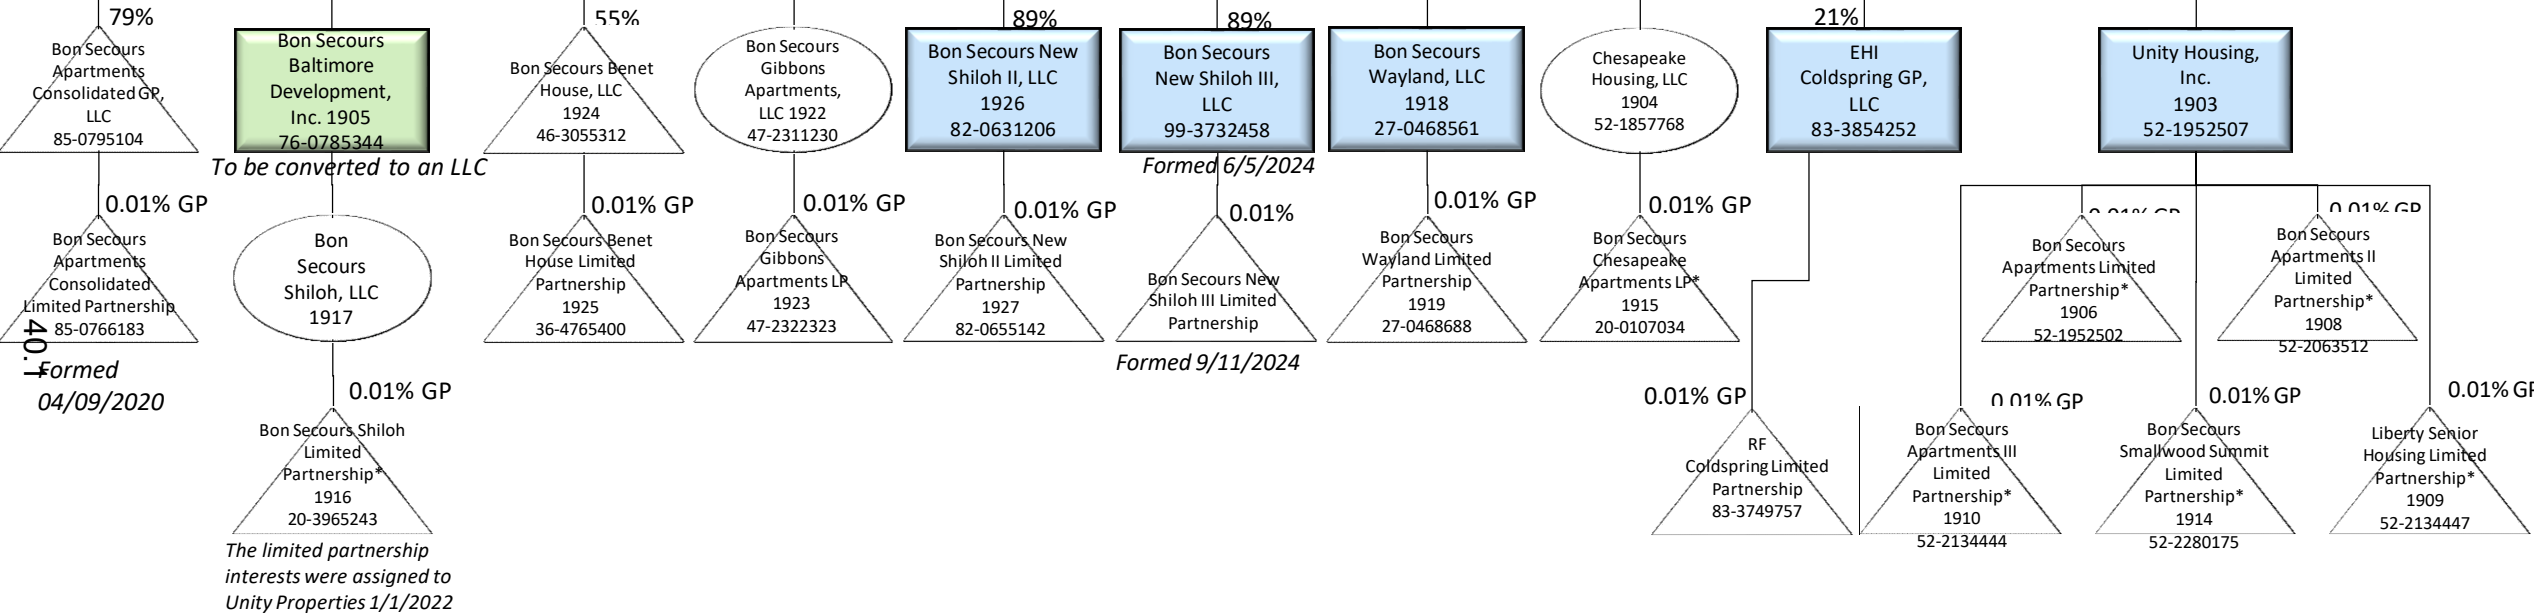 79%
Bon Secours
Apartments
Consolidated GP,
LLC
85-0795104
Bon Secours
Baltimore
Development,
Inc. 1905
76-0785344
To be converted to an LLC
55%
Bon Secours Benet
House, LLC
1924
46-3055312
Bon Secours
Gibbons
Apartments,
LLC 1922
47-2311230
89%
Bon Secours New
Shiloh II, LLC
1926
82-0631206
89%
Bon Secours
New Shiloh III,
LLC
99-3732458
Formed 6/5/2024
Bon Secours
Wayland, LLC
1918
27-0468561
Chesapeake
Housing, LLC
1904
52-1857768
21%
EHI
Coldspring GP,
LLC
83-3854252
Unity Housing,
Inc.
1903
52-1952507
0.01% GP
Bon Secours
Apartments
Consolidated
Limited Partnership
85-0766183
40.1
Formed
04/09/2020
Bon
Secours
Shiloh, LLC
1917
0.01% GP
Bon Secours Benet
House Limited
Partnership
1925
36-4765400
0.01% GP
Bon Secours
Gibbons
Apartments LP
1923
47-2322323
0.01% GP
Bon Secours New
Shiloh II Limited
Partnership
1927
82-0655142
0.01%
Bon Secours New
Shiloh III Limited
Partnership
Formed 9/11/2024
0.01% GP
Bon Secours
Wayland Limited
Partnership
1919
27-0468688
0.01% GP
Bon Secours
Chesapeake
Apartments LP*
1915
20-0107034
0.01% GP
Bon Secours
Apartments Limited
Partnership*
1906
52-1952502
0.01% GP
Bon Secours
Apartments II
Limited
Partnership*
1908
52-2063512
0.01% GP
Bon Secours Shiloh
Limited
Partnership*
1916
20-3965243
The limited partnership
interests were assigned to
Unity Properties 1/1/2022
0.01% GP
RF
Coldspring Limited
Partnership
83-3749757
0.01% GP
Bon Secours
Apartments III
Limited
Partnership*
1910
52-2134444
0.01% GP
Bon Secours
Smallwood Summit
Limited
Partnership*
1914
52-2280175
0.01% GP
Liberty Senior
Housing Limited
Partnership*
1909
52-2134447